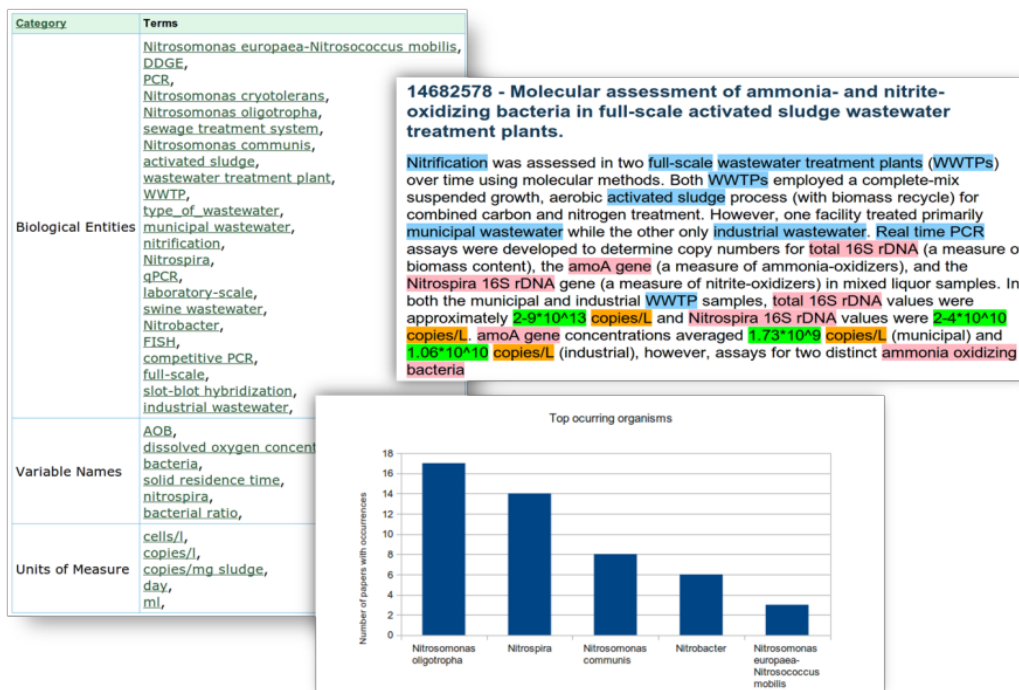 Category Terms
Nitrosomonas europaea-Nitrosococcus mobilis,
DDGE,
PCR,
Nitrosomonas cryotolerans,
Nitrosomonas oligotropha,
sewage treatment system,
Nitrosomonas communis,
activated sludge,
wastewater treatment plant,
WWTP,
type_of_wastewater,
Biological Entities municipal wastewater,
nitrification,
Nitrospira,
qPCR,
laboratory-scale,
swine wastewater,
Nitrobacter,
FISH,
competitive PCR,
full-scale,
slot-blot hybridization,
industrial wastewater,
AOB,
dissolved oxygen concent
Variable Names bacteria,
solid residence time,
nitrospira,
bacterial ratio,
cells/l,
copies/l,
Units of Measure copies/mg sludge,
day,
ml,
14682578 - Molecular assessment of ammonia- and nitrite-
oxidizing bacteria in full-scale activated sludge wastewater
treatment plants.
Nitrification was assessed in two full-scale wastewater treatment plants (WWTPs)
over time using molecular methods. Both WWTPs employed a complete-mix
suspended growth, aerobic activated sludge process (with biomass recycle) for
combined carbon and nitrogen treatment. However, one facility treated primarily
municipal wastewater while the other only industrial wastewater. Real time PCR
assays were developed to determine copy numbers for total 16S rDNA (a measure of
biomass content), the amoA gene (a measure of ammonia-oxidizers), and the
Nitrospira 16S rDNA gene (a measure of nitrite-oxidizers) in mixed liquor samples. In
both the municipal and industrial WWTP samples, total 16S rDNA values were
approximately 2-9*10^13 copies/L and Nitrospira 16S rDNA values were 2-4*10^10
copies/L. amoA gene concentrations averaged 1.73*10^9 copies/L (municipal) and
1.06*10^10 copies/L (industrial), however, assays for two distinct ammonia oxidizing
bacteria
Top ocurring organisms
Number of papers with occurrences
18
16
14
12
10
8
6
4
2
0
Nitrosomonas oligotropha
Nitrospira
Nitrosomonas communis
Nitrobacter
Nitrosomonas europaea-Nitrosococcus mobilis